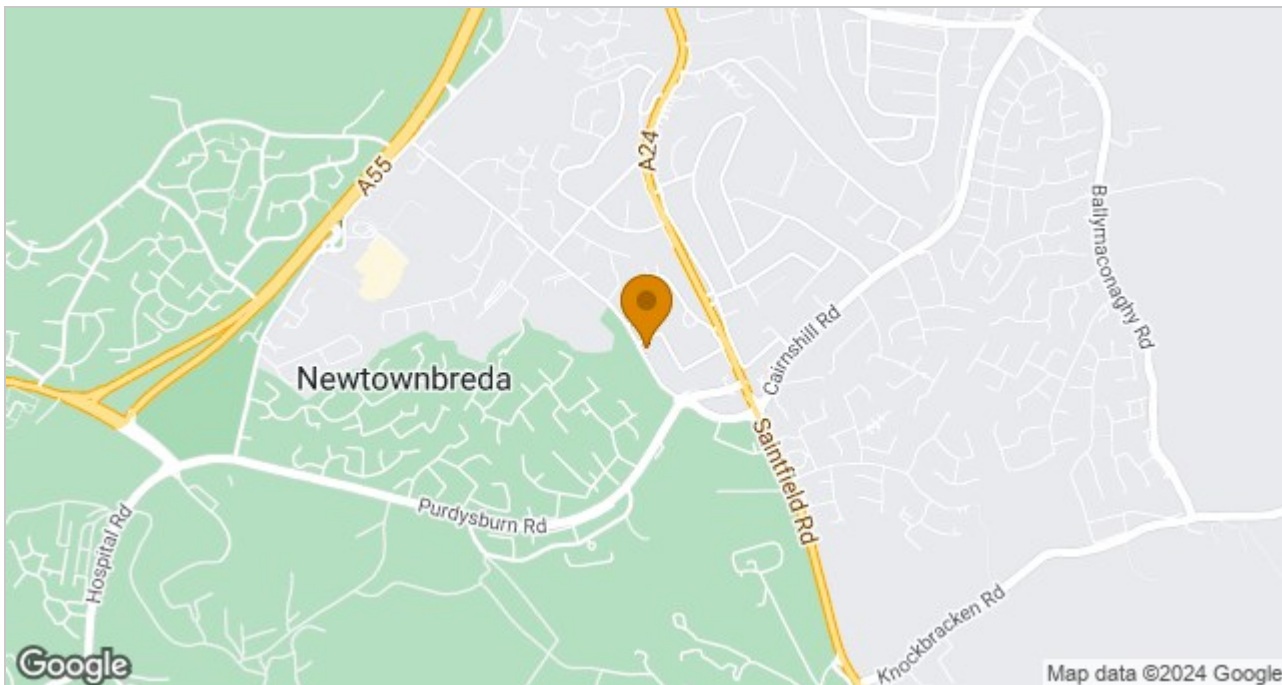 A55
A24
Ballymaconaghy Rd
Cairnshill Rd
Newtownbreda
Saintfield Rd
Purdysburn Rd
Hospital Rd
Knockbracken Rd
Google
Map data ©2024 Google